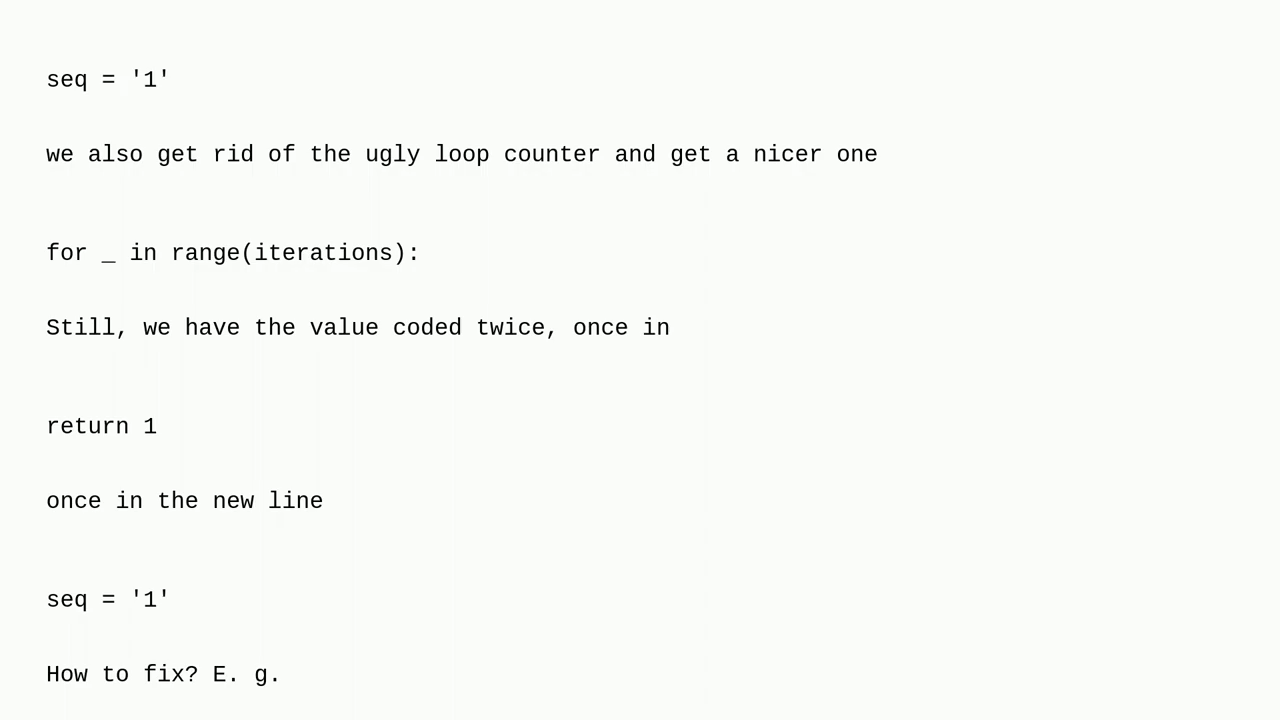 seq = '1'
we also get rid of the ugly loop counter and get a nicer one
for _ in range(iterations):
Still, we have the value coded twice, once in
return 1
once in the new line
seq = '1'
How to fix? E. g.